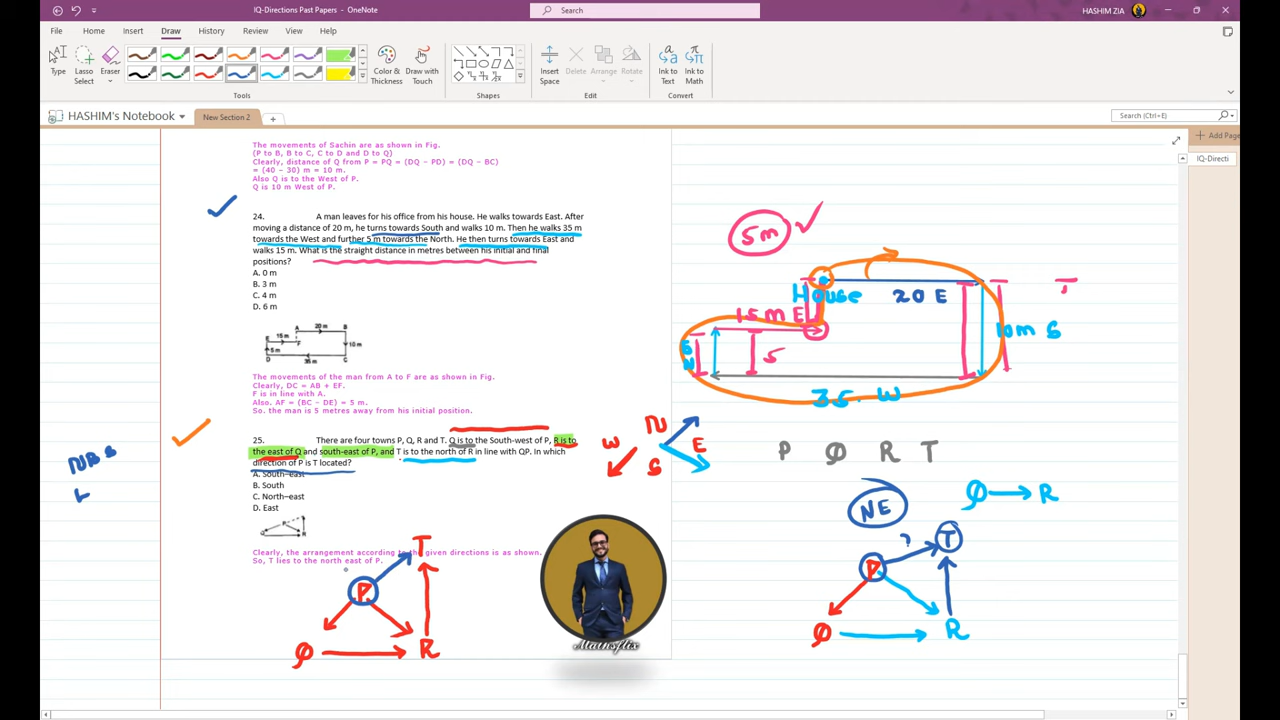 IQ-Directions Past Papers - OneNote
Search
HASHIM ZIA
File Home Insert Draw History Review View Help
Type
Lasso Select
Eraser
Color & Thickness
Draw with Touch
Insert Space
Delete
Arrange
Rotate
Ink to Text
Ink to Math
Tools
Shapes
Edit
Convert
HASHIM's Notebook
New Section 2
Search (Ctrl+E)
Add Page
IQ-Directi
The movements of Sachin are as shown in Fig.
(P to B, B to C, C to D and D to Q)
Clearly, distance of Q from P = PQ = (DQ – PD) = (DQ – BC)
= (40 – 30) m = 10 m.
Also Q is to the West of P.
Q is 10 m West of P.
24. A man leaves for his office from his house. He walks towards East. After
moving a distance of 20 m, he turns towards South and walks 10 m. Then he walks 35 m
towards the West and further 5 m towards the North. He then turns towards East and
walks 15 m. What is the straight distance in metres between his initial and final
positions?
A. 0 m
B. 3 m
C. 4 m
D. 6 m
A 20 m B
E 15 m F
5 m 10 m
D 35 m C
The movements of the man from A to F are as shown in Fig.
Clearly, DC = AB + EF.
F is in line with A.
Also. AF = (BC – DE) = 5 m.
So, the man is 5 metres away from his initial position.
5m
House 20 E
15m E
10m S
5
5 N
35 W
25. There are four towns P, Q, R and T. Q is to the South-west of P, R is to
the east of Q and south-east of P, and T is to the north of R in line with QP. In which
direction of P is T located?
A. South–east
B. South
C. North–east
D. East
Clearly, the arrangement according to the given directions is as shown.
So, T lies to the north east of P.
N
W E
S
P Q R T
Q R
NE
T
?
P
Q R
T
P
Q R
Mainsflix